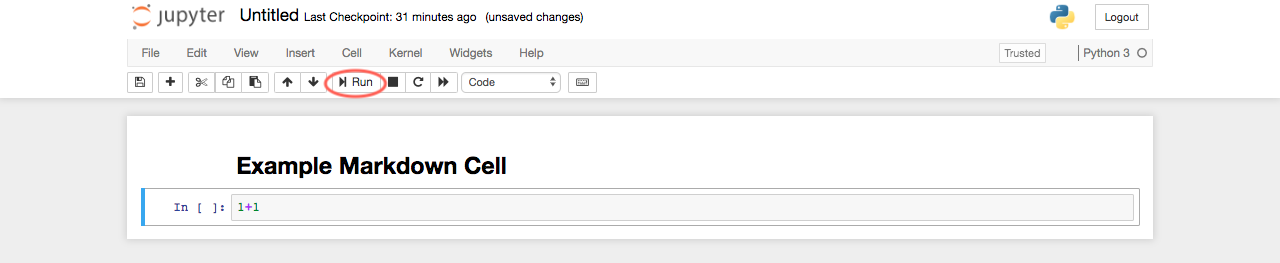 jupyter Untitled Last Checkpoint: 31 minutes ago (unsaved changes) Logout
File Edit View Insert Cell Kernel Widgets Help Trusted Python 3
Run Code
Example Markdown Cell
In [ ]: 1+1